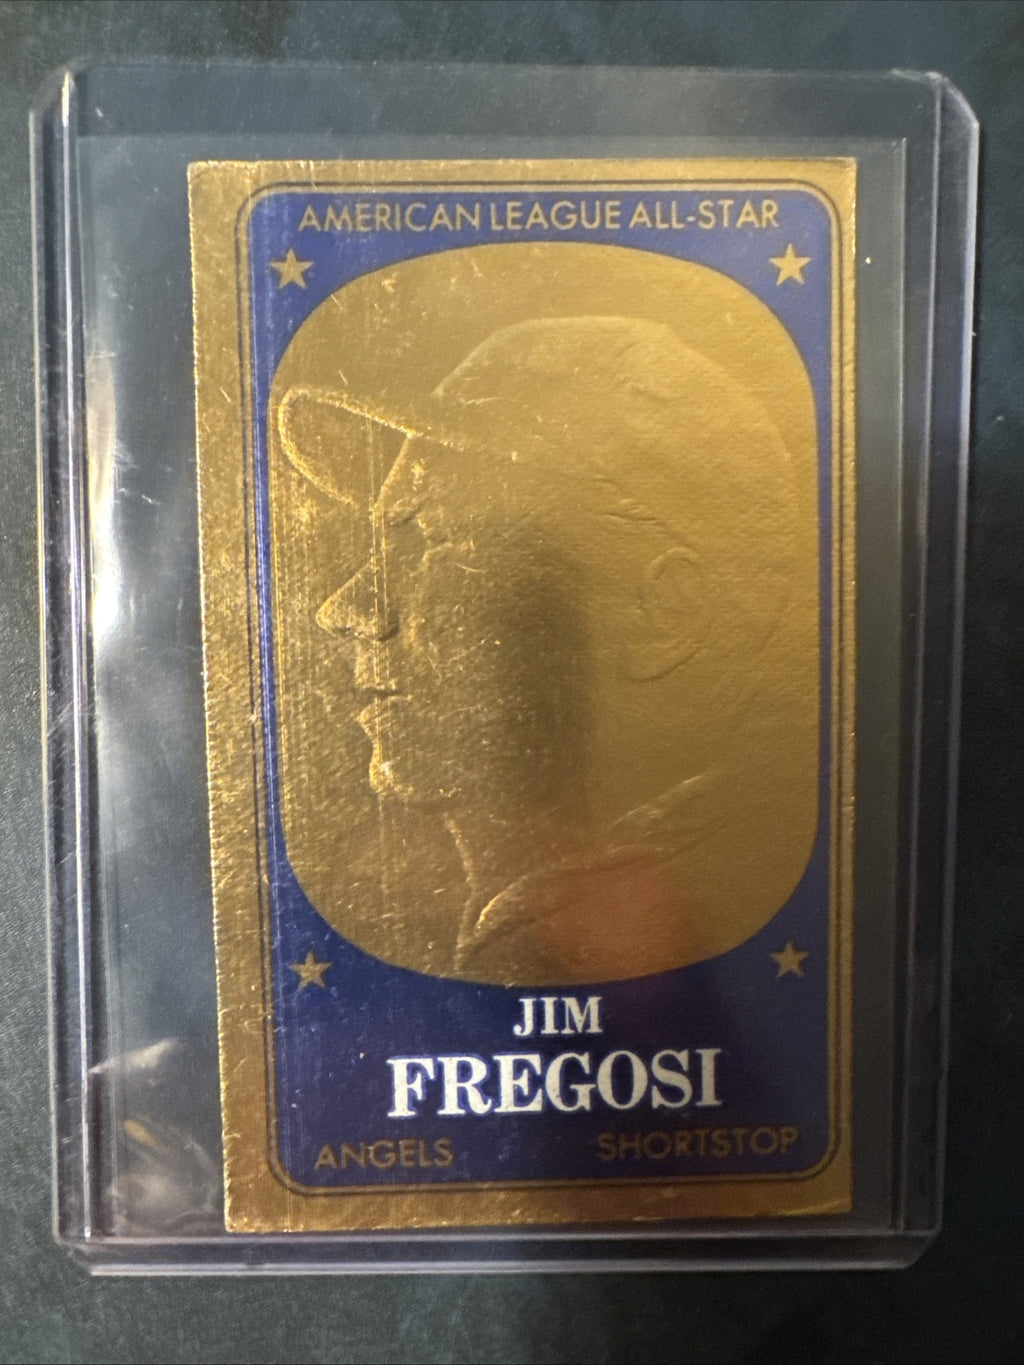 AMERICAN LEAGUE ALL-STAR
JIM
FREGOSI
ANGELS SHORTSTOP